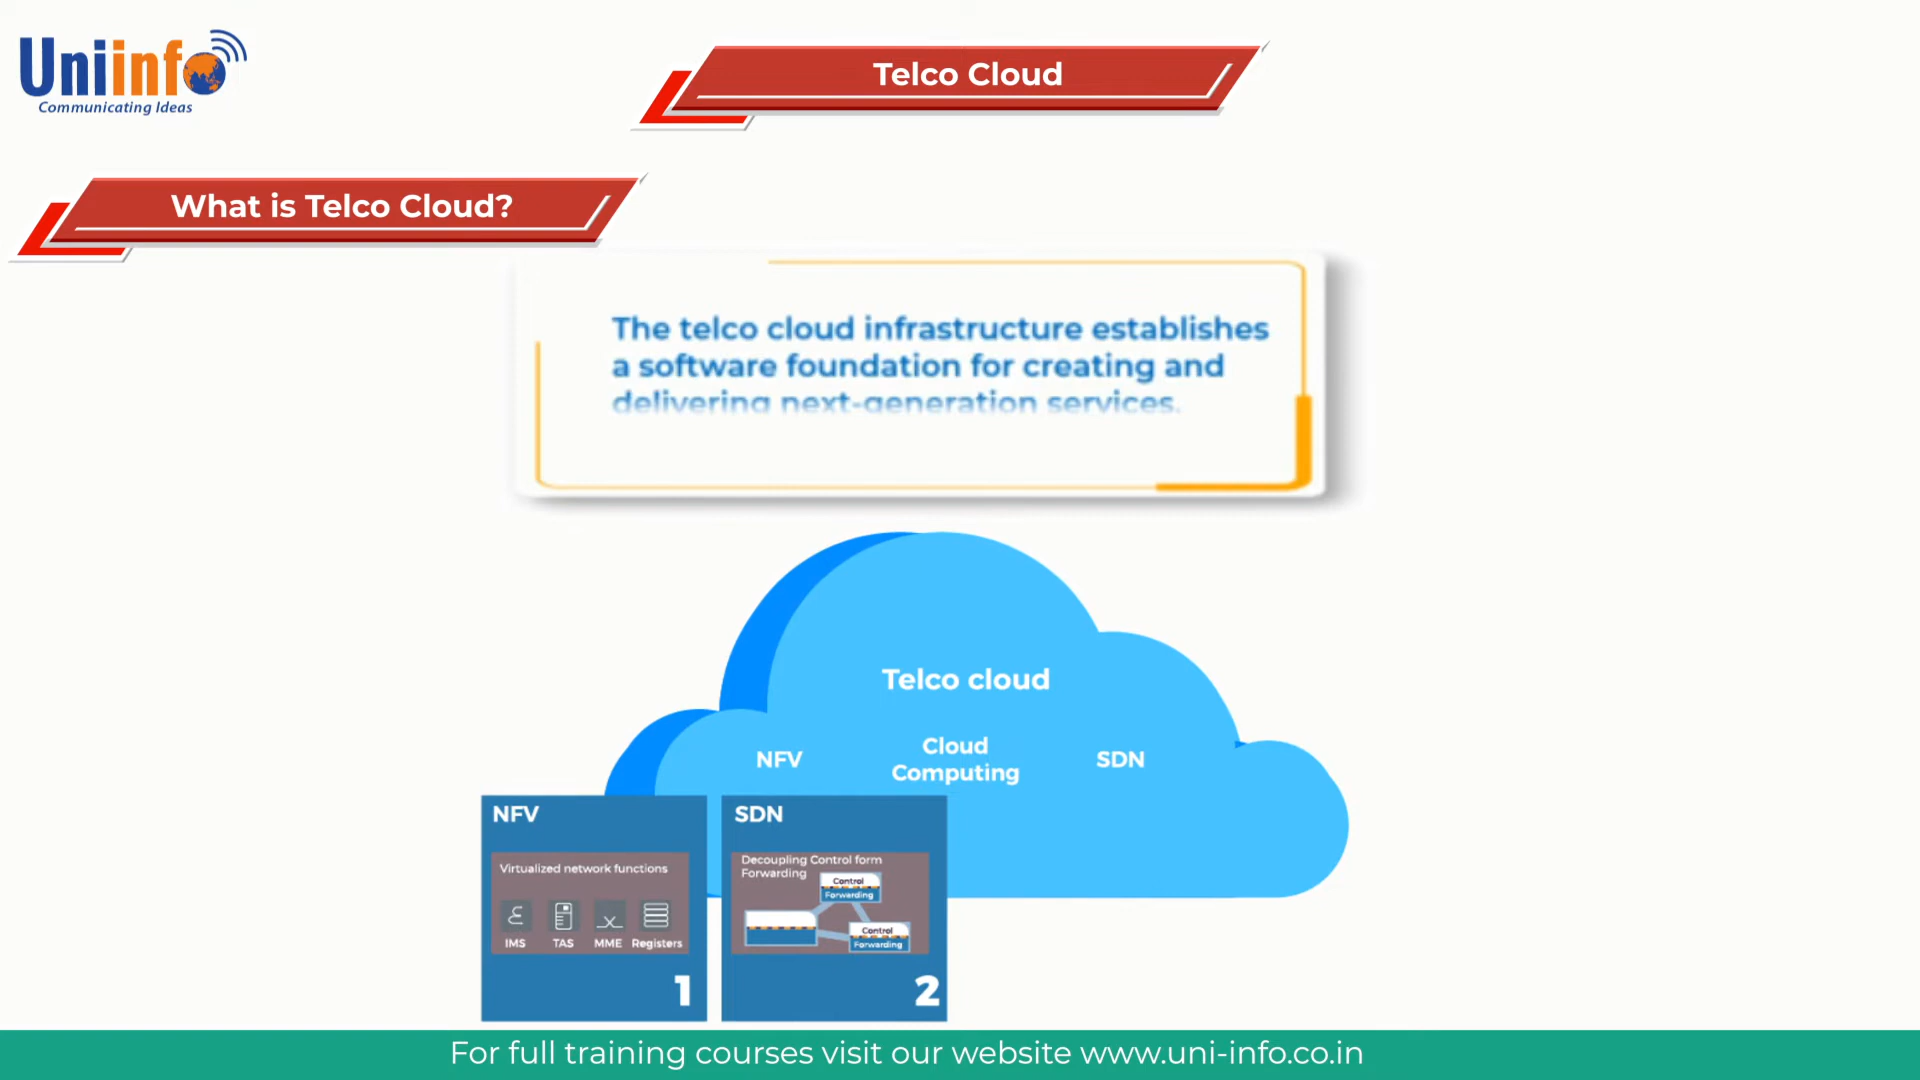 Uniinfo
Communicating Ideas
Telco Cloud
What is Telco Cloud?
The telco cloud infrastructure establishes
a software foundation for creating and
delivering next-generation services.
Telco cloud
NFV
Cloud
Computing
SDN
NFV
Virtualized network functions
IMS TAS MME Registers
1
SDN
Decoupling Control form
Forwarding
Control
Forwarding
Control
Forwarding
2
For full training courses visit our website www.uni-info.co.in